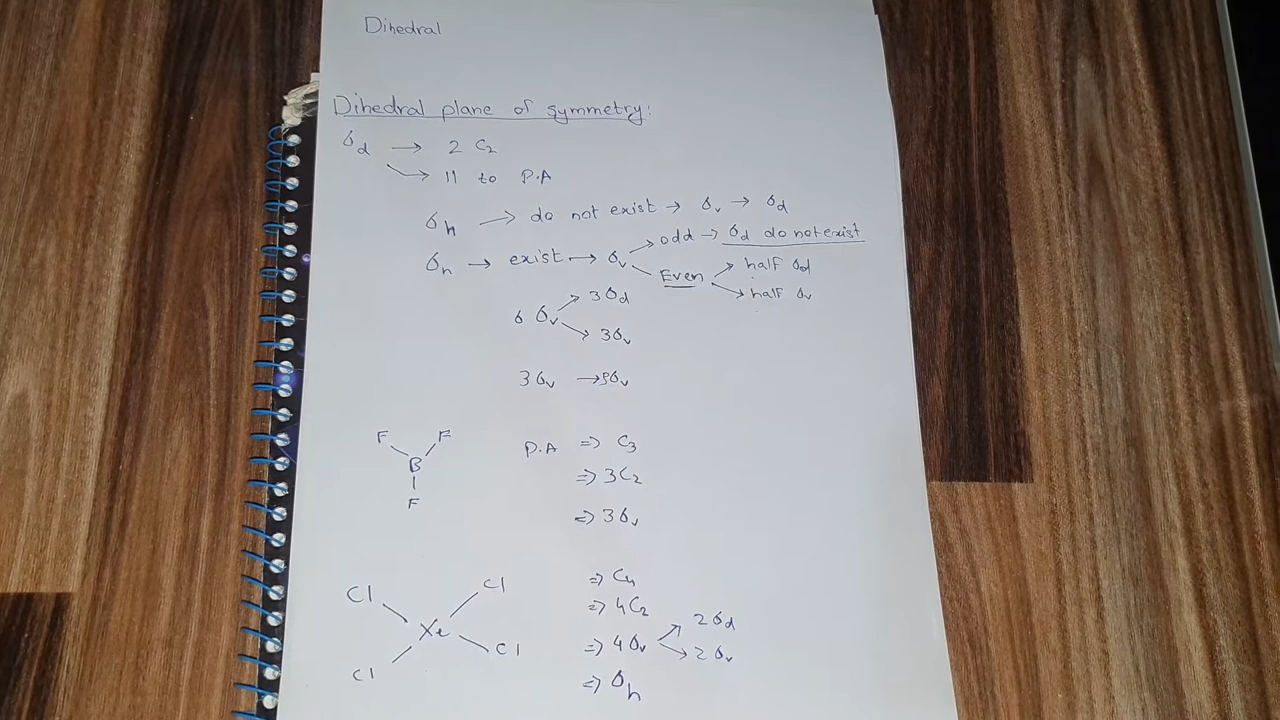 Dihedral
Dihedral plane of symmetry:
σd → 2 C2
→ 11 to P.A
σh → do not exist → σv → σd
σh → exist → σv → odd → σd do not exist
Even → half σd
→ half σv
6 σv → 3σd
→ 3σv
3σv → 3σv
F F
B
F
P.A => C3
=> 3C2
=> 3σv
Cl Cl
Xe
Cl Cl
=> C4
=> 4C2
=> 4σv → 2σd
→ 2σv
=> σh